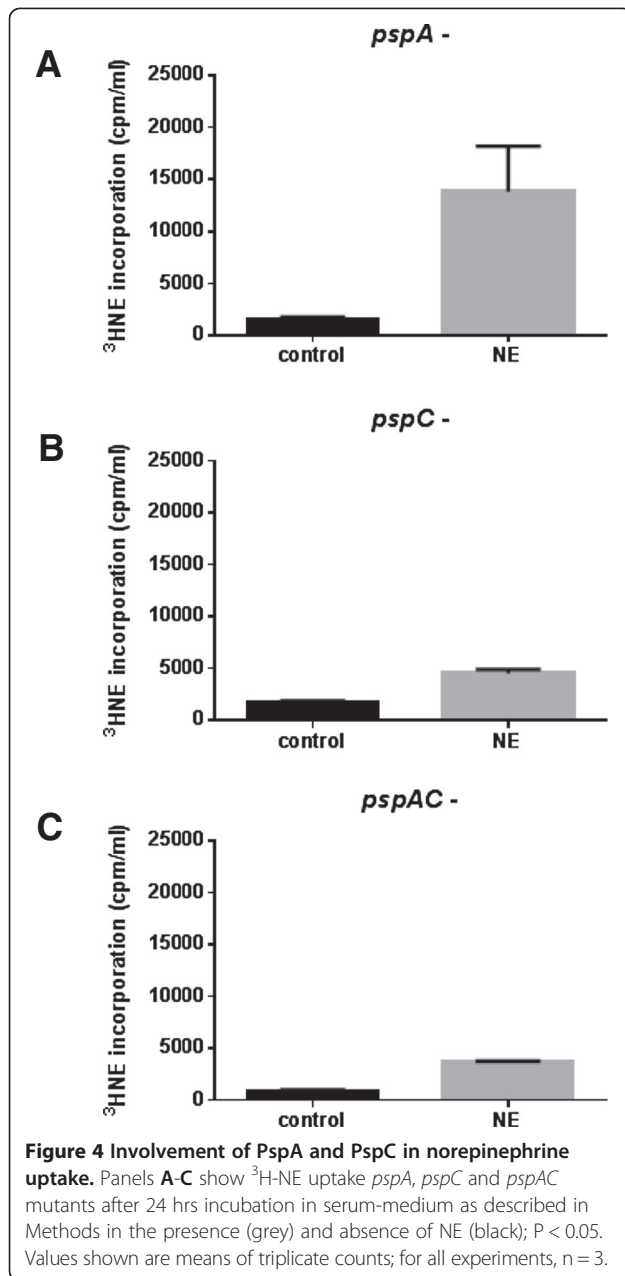 A
pspA -
³HNE incorporation (cpm/ml)
25000
20000
15000
10000
5000
0
control NE
B
pspC -
³HNE incorporation (cpm/ml)
25000
20000
15000
10000
5000
0
control NE
C
pspAC -
³HNE incorporation (cpm/ml)
25000
20000
15000
10000
5000
0
control NE
Figure 4 Involvement of PspA and PspC in norepinephrine
uptake. Panels A-C show ³H-NE uptake pspA, pspC and pspAC
mutants after 24 hrs incubation in serum-medium as described in
Methods in the presence (grey) and absence of NE (black); P < 0.05.
Values shown are means of triplicate counts; for all experiments, n = 3.